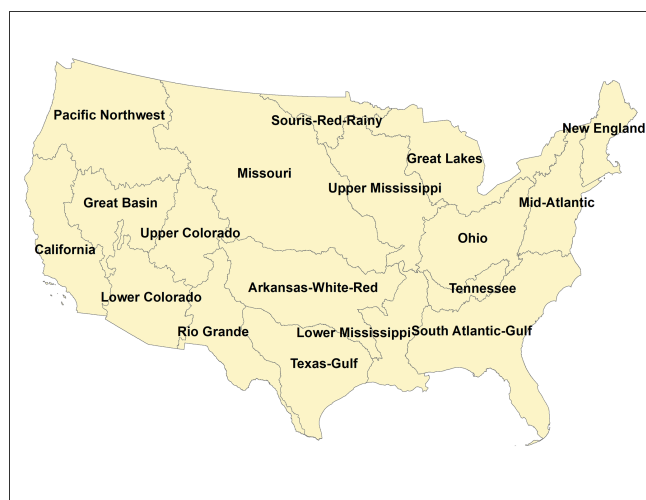 New England
Pacific Northwest
Souris-Red-Rainy
Great Lakes
Missouri
Upper Mississippi
Great Basin
Mid-Atlantic
Upper Colorado
Ohio
California
Arkansas-White-Red
Tennessee
Lower Colorado
Rio Grande
Lower Mississippi
South Atlantic-Gulf
Texas-Gulf